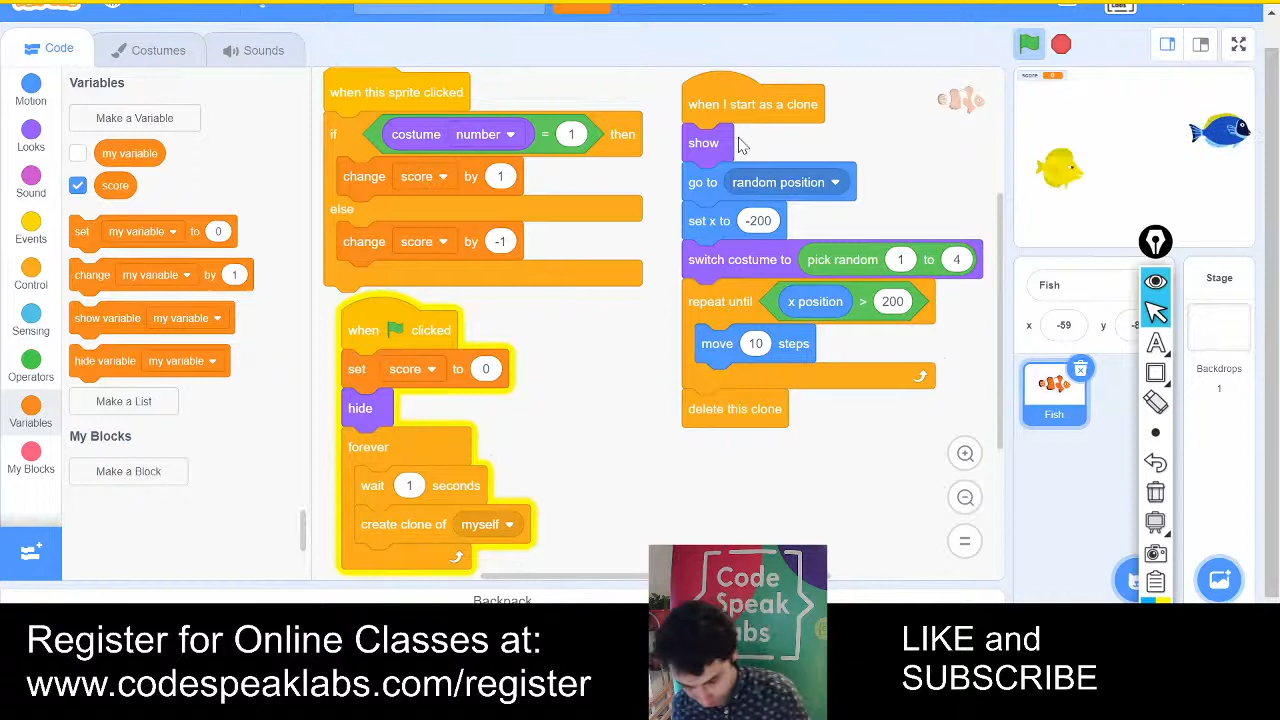 Code
Costumes
Sounds
Motion
Looks
Sound
Events
Control
Sensing
Operators
Variables
My Blocks
Variables
Make a Variable
my variable
score
set my variable to 0
change my variable by 1
show variable my variable
hide variable my variable
Make a List
My Blocks
Make a Block
when this sprite clicked
if costume number = 1 then
change score by 1
else
change score by -1
when clicked
set score to 0
hide
forever
wait 1 seconds
create clone of myself
when I start as a clone
show
go to random position
set x to -200
switch costume to pick random 1 to 4
repeat until x position > 200
move 10 steps
delete this clone
Backpack
score 0
Fish
x -59 y
Fish
Stage
Backdrops
1
A
Code
Speak
Labs
Register for Online Classes at:
www.codespeaklabs.com/register
LIKE and
SUBSCRIBE